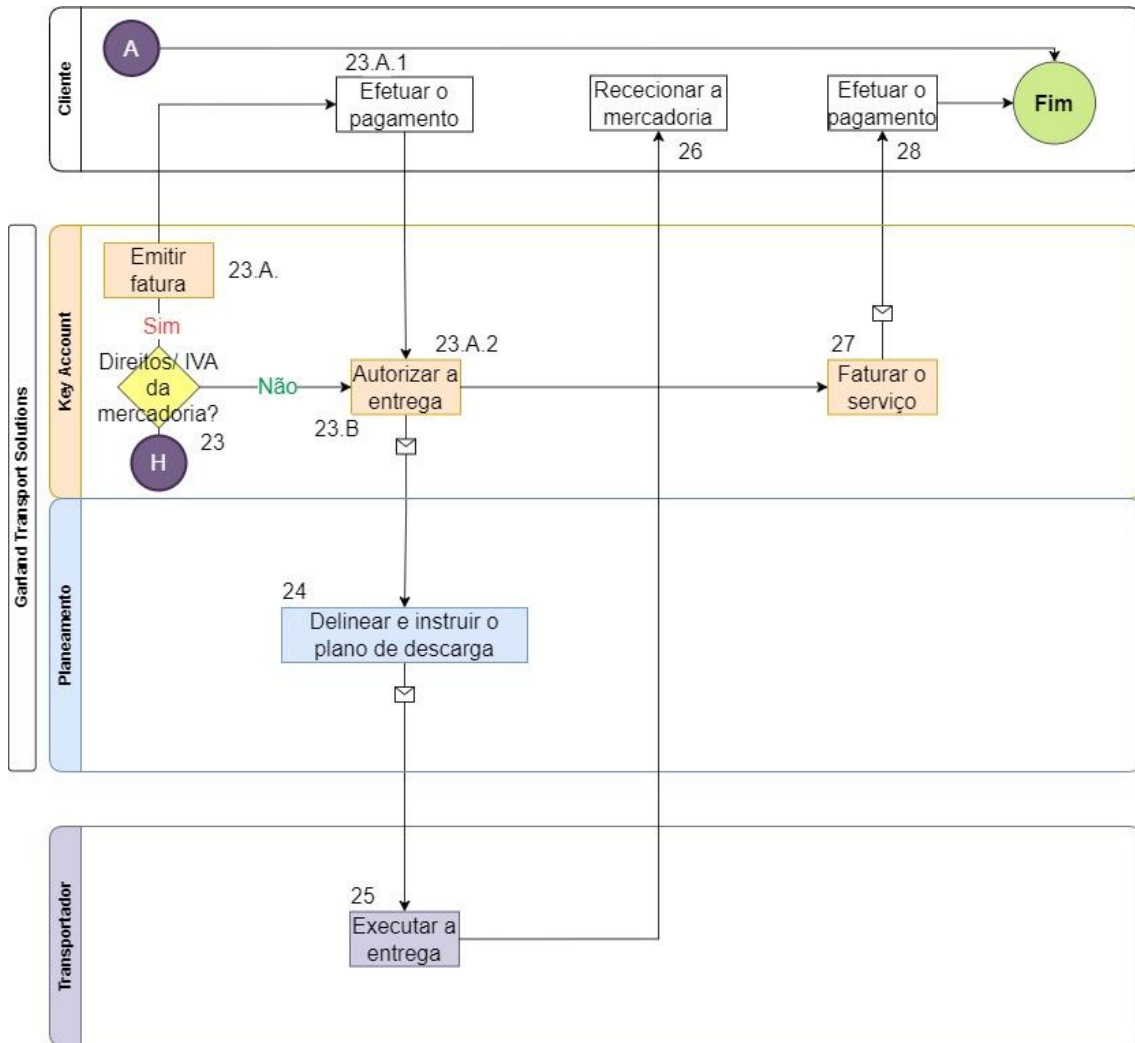 Cliente
A
23.A.1
Efetuar o
pagamento
Rececionar a
mercadoria
26
Efetuar o
pagamento
28
Fim
Garland Transport Solutions
Key Account
Emitir
fatura
23.A.
Sim
Direitos/ IVA
da
mercadoria?
23
H
Não
23.A.2
Autorizar a
entrega
23.B
27
Faturar o
serviço
Planeamento
24
Delinear e instruir o
plano de descarga
Transportador
25
Executar a
entrega